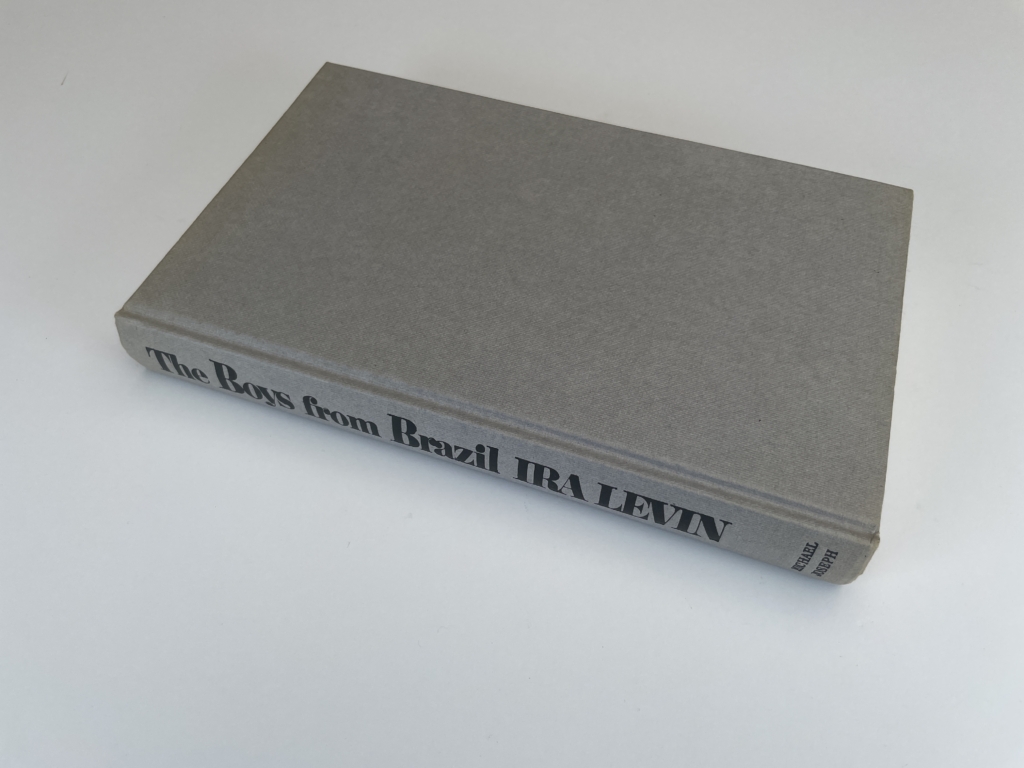 The Boys from Brazil IRA LEVIN
MICHAEL
JOSEPH